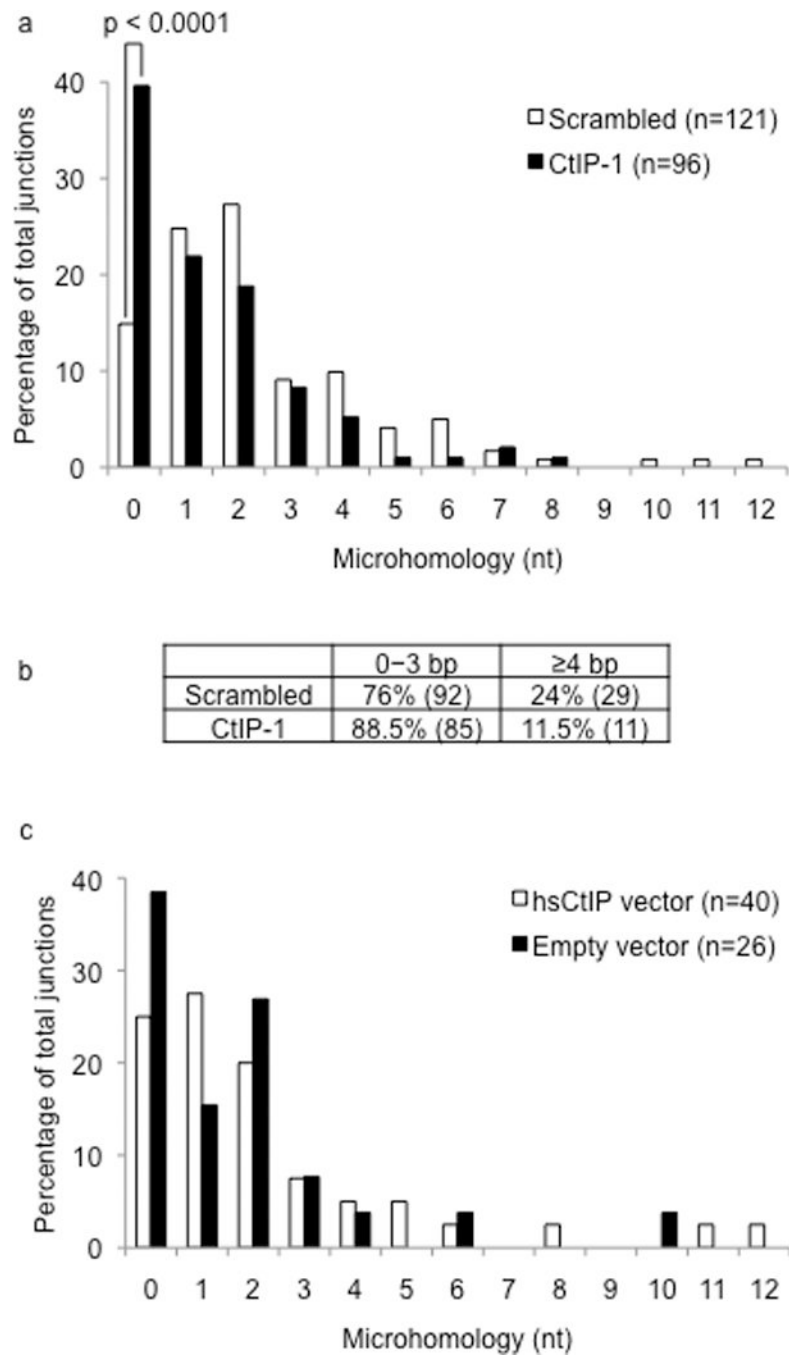 a
p < 0.0001
Percentage of total junctions
40
30
20
10
0
Scrambled (n=121)
CtIP-1 (n=96)
0 1 2 3 4 5 6 7 8 9 10 11 12
Microhomology (nt)
b
0–3 bp ≥4 bp
Scrambled 76% (92) 24% (29)
CtIP-1 88.5% (85) 11.5% (11)
c
Percentage of total junctions
40
30
20
10
0
hsCtIP vector (n=40)
Empty vector (n=26)
0 1 2 3 4 5 6 7 8 9 10 11 12
Microhomology (nt)